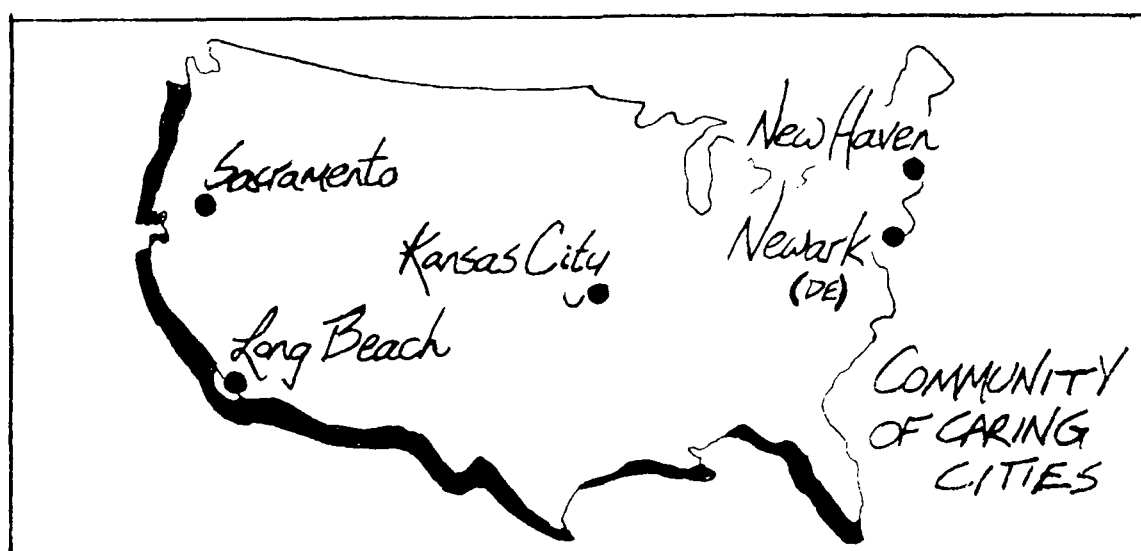 New Haven
Sacramento
Newark
(DE)
Kansas City
Long Beach
COMMUNITY
OF CARING
CITIES